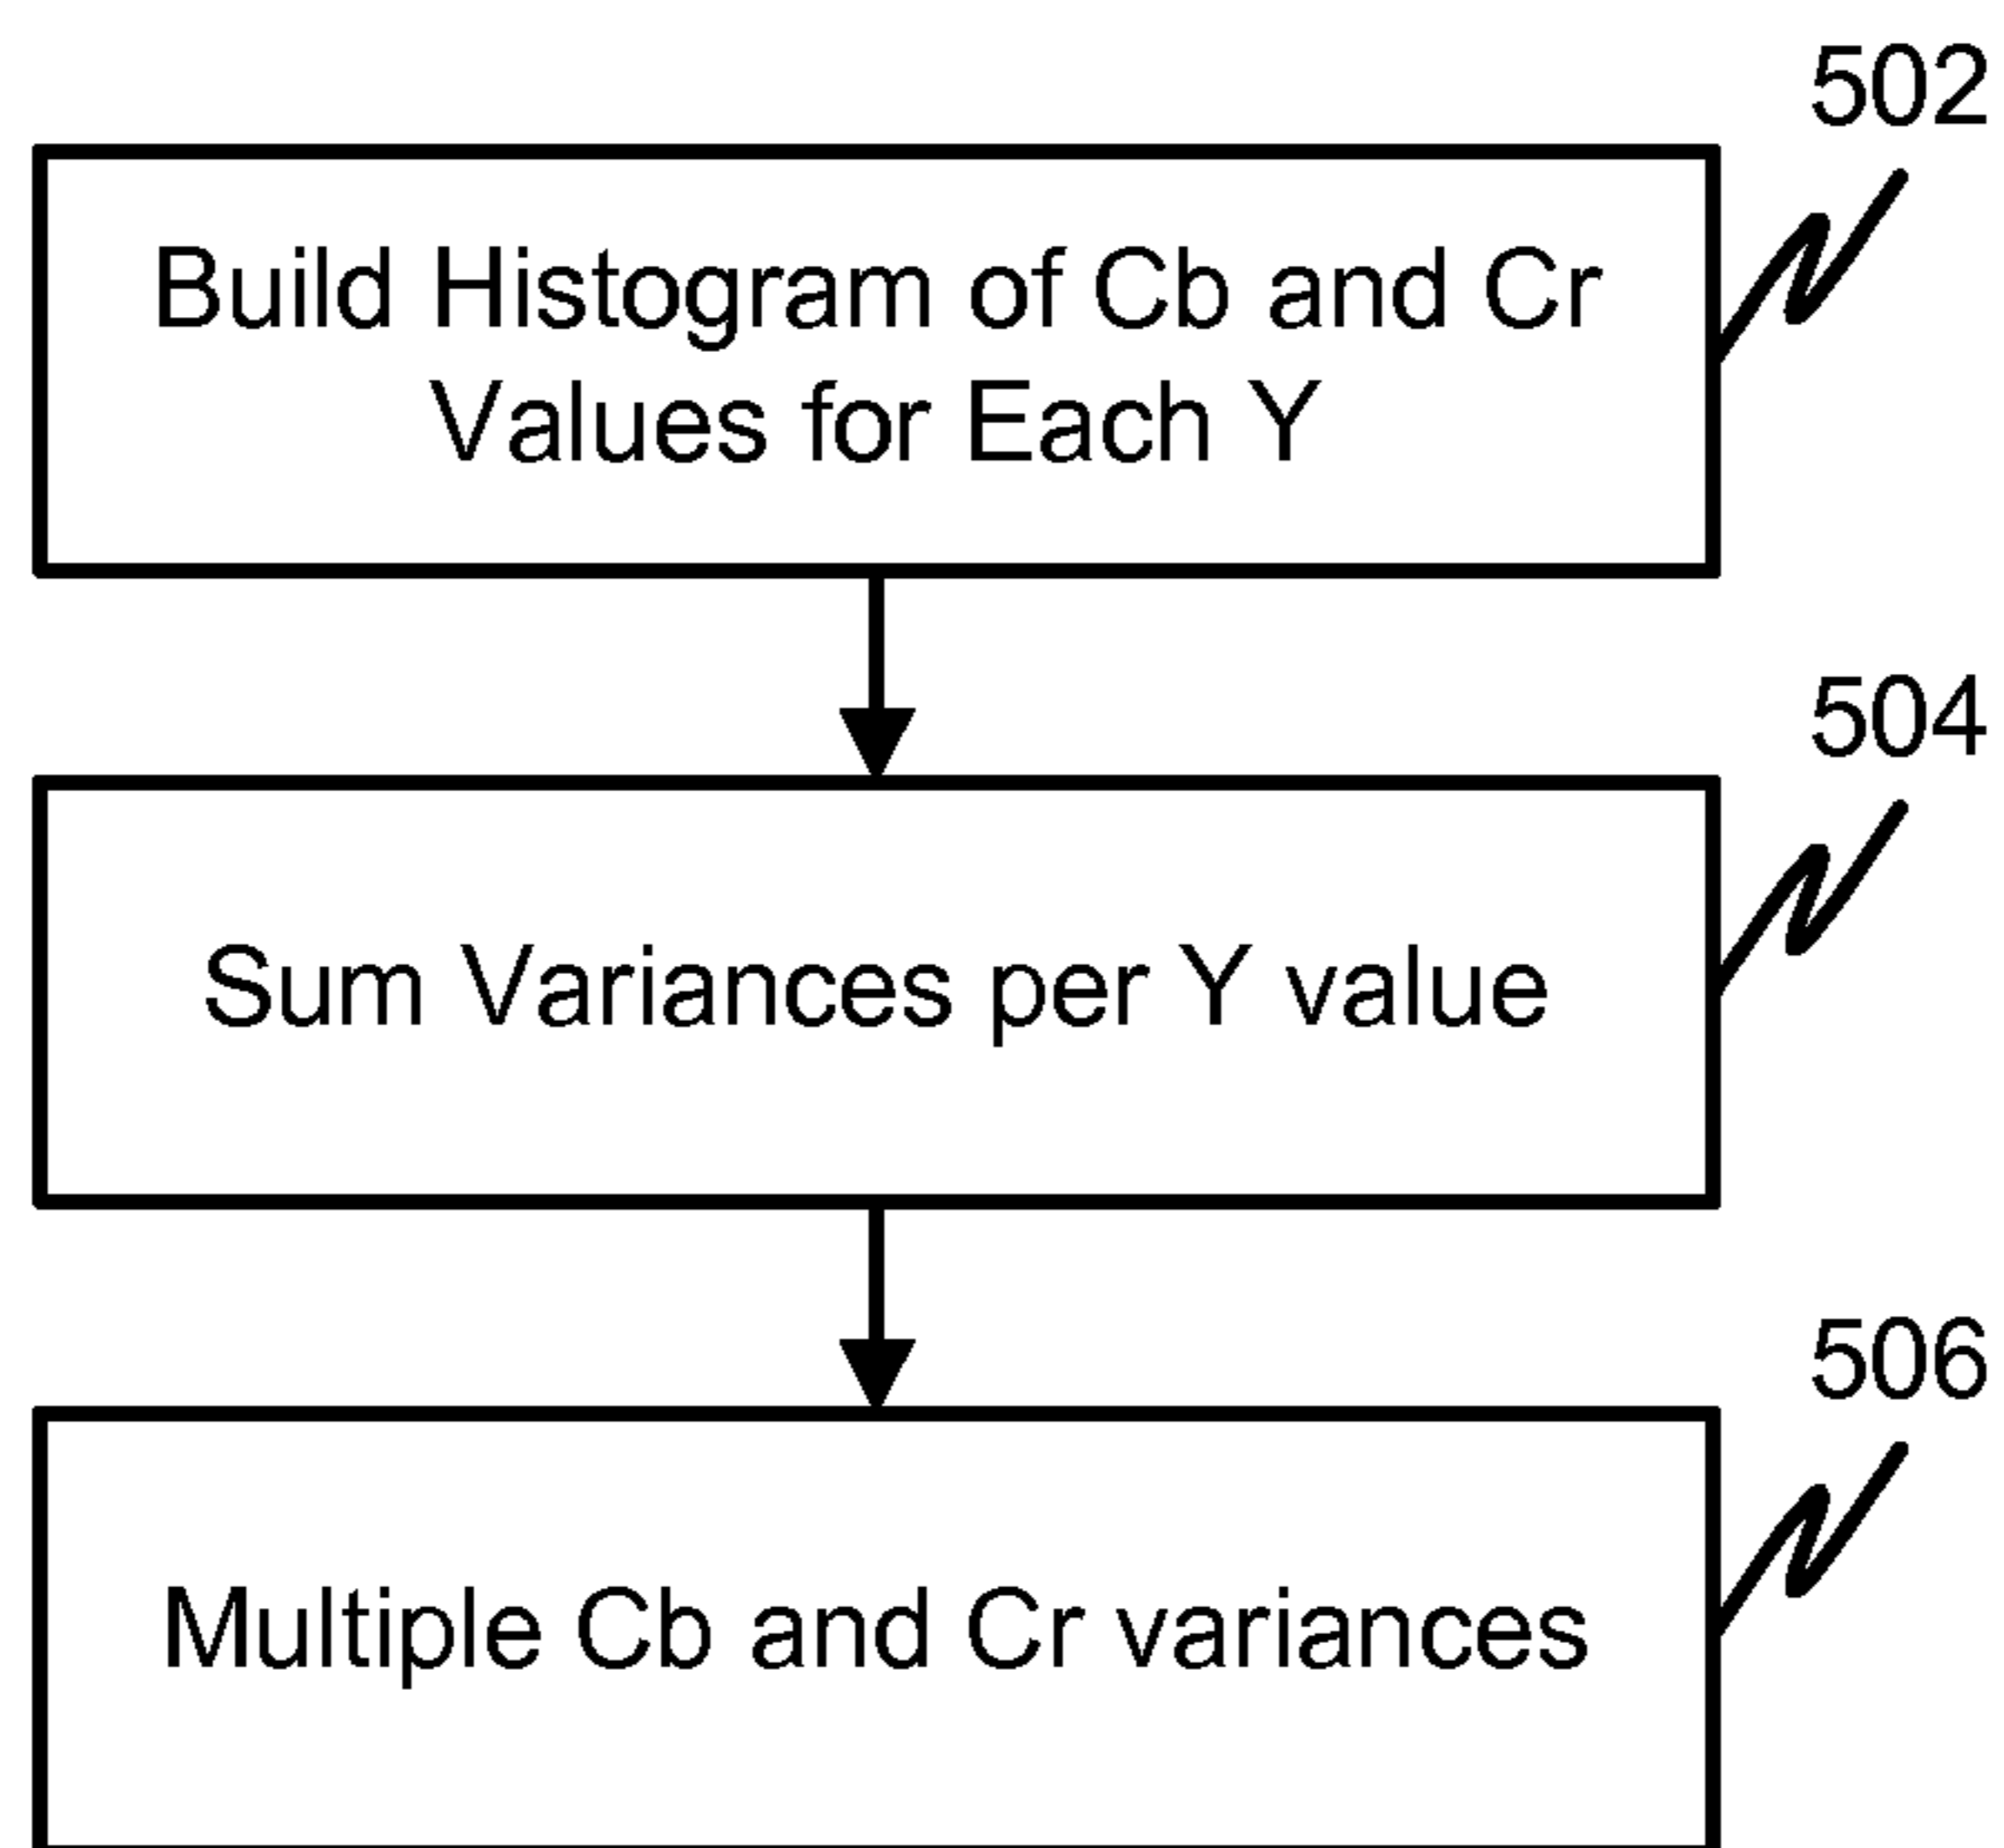 502
Build Histogram of Cb and Cr
Values for Each Y
504
Sum Variances per Y value
506
Multiple Cb and Cr variances